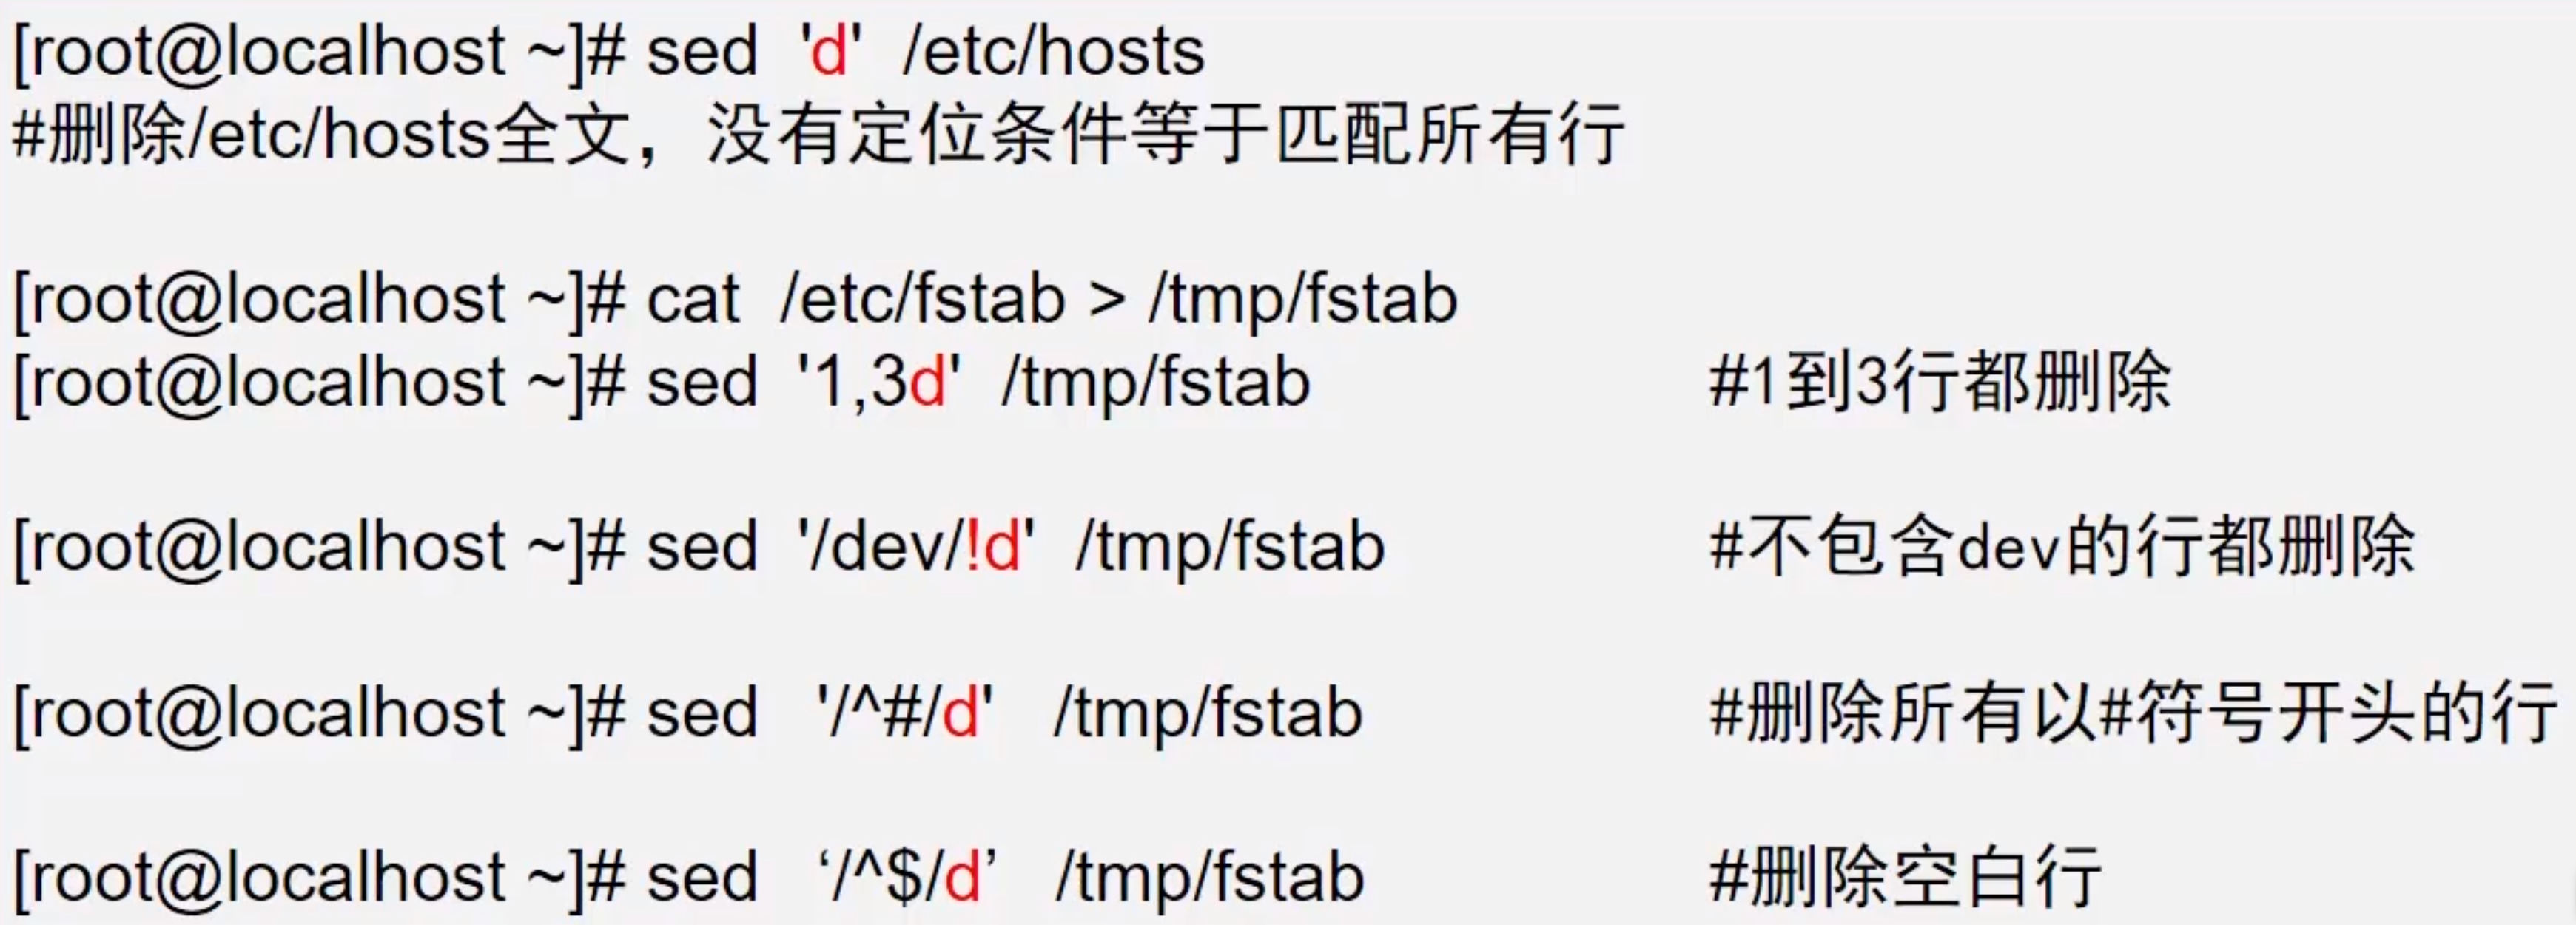 [root@localhost ~]# sed  'd'  /etc/hosts
#删除/etc/hosts全文，没有定位条件等于匹配所有行
[root@localhost ~]# cat  /etc/fstab > /tmp/fstab
[root@localhost ~]# sed  '1,3d'  /tmp/fstab #1到3行都删除
[root@localhost ~]# sed  '/dev/!d'  /tmp/fstab #不包含dev的行都删除
[root@localhost ~]# sed   '/^#/d'   /tmp/fstab #删除所有以#符号开头的行
[root@localhost ~]# sed   ‘/^$/d’   /tmp/fstab #删除空白行